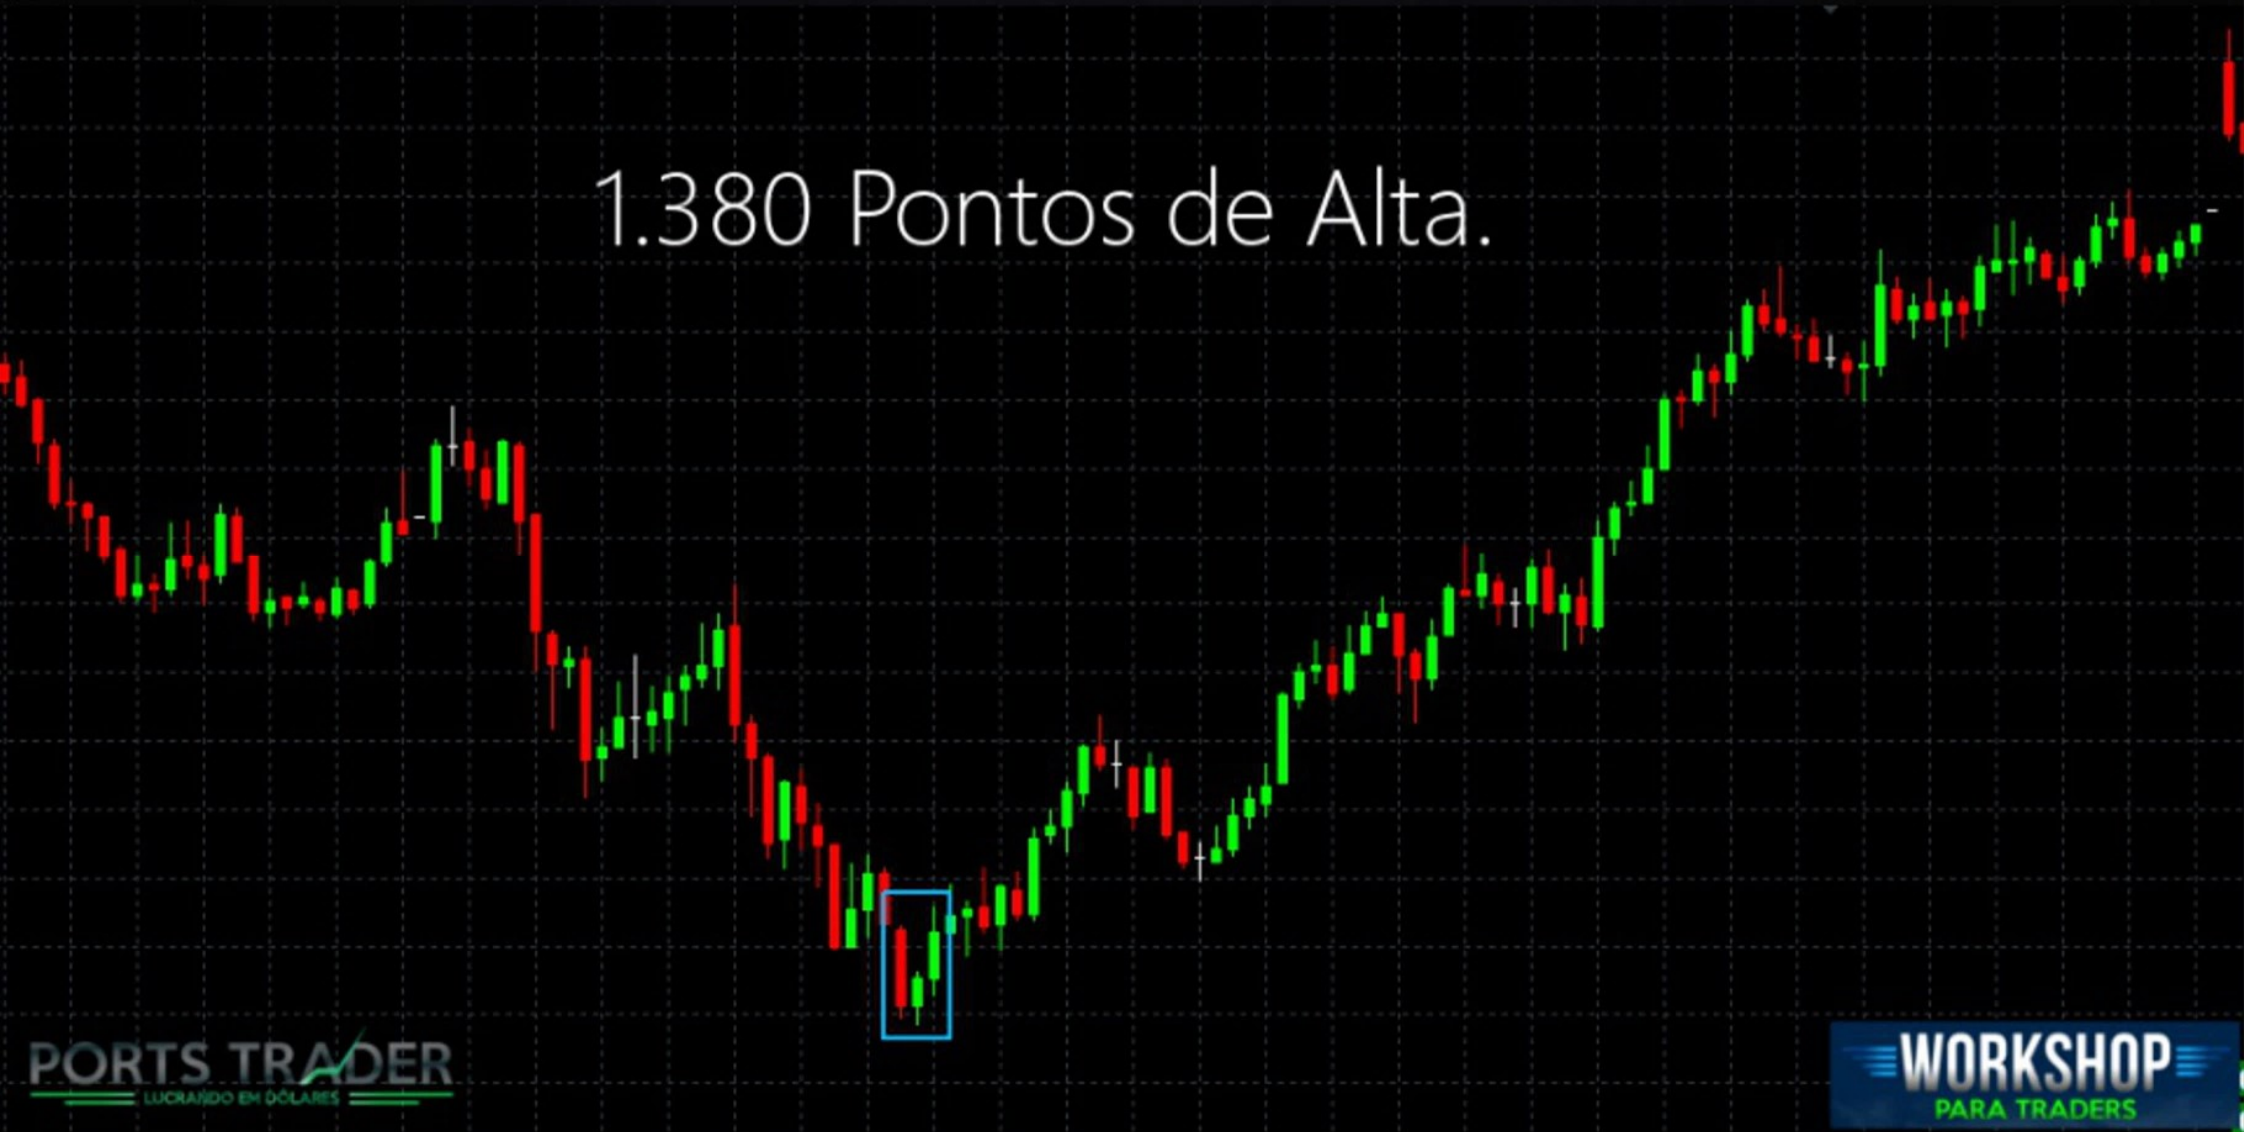 1.380 Pontos de Alta.
PORTS TRADER
LUCRANDO EM DÓLARES
WORKSHOP
PARA TRADERS